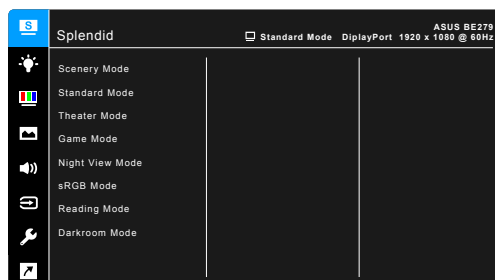 S
Splendid
Standard Mode DiplayPort 1920 x 1080 @ 60Hz
ASUS BE279
Scenery Mode
Standard Mode
Theater Mode
Game Mode
Night View Mode
sRGB Mode
Reading Mode
Darkroom Mode